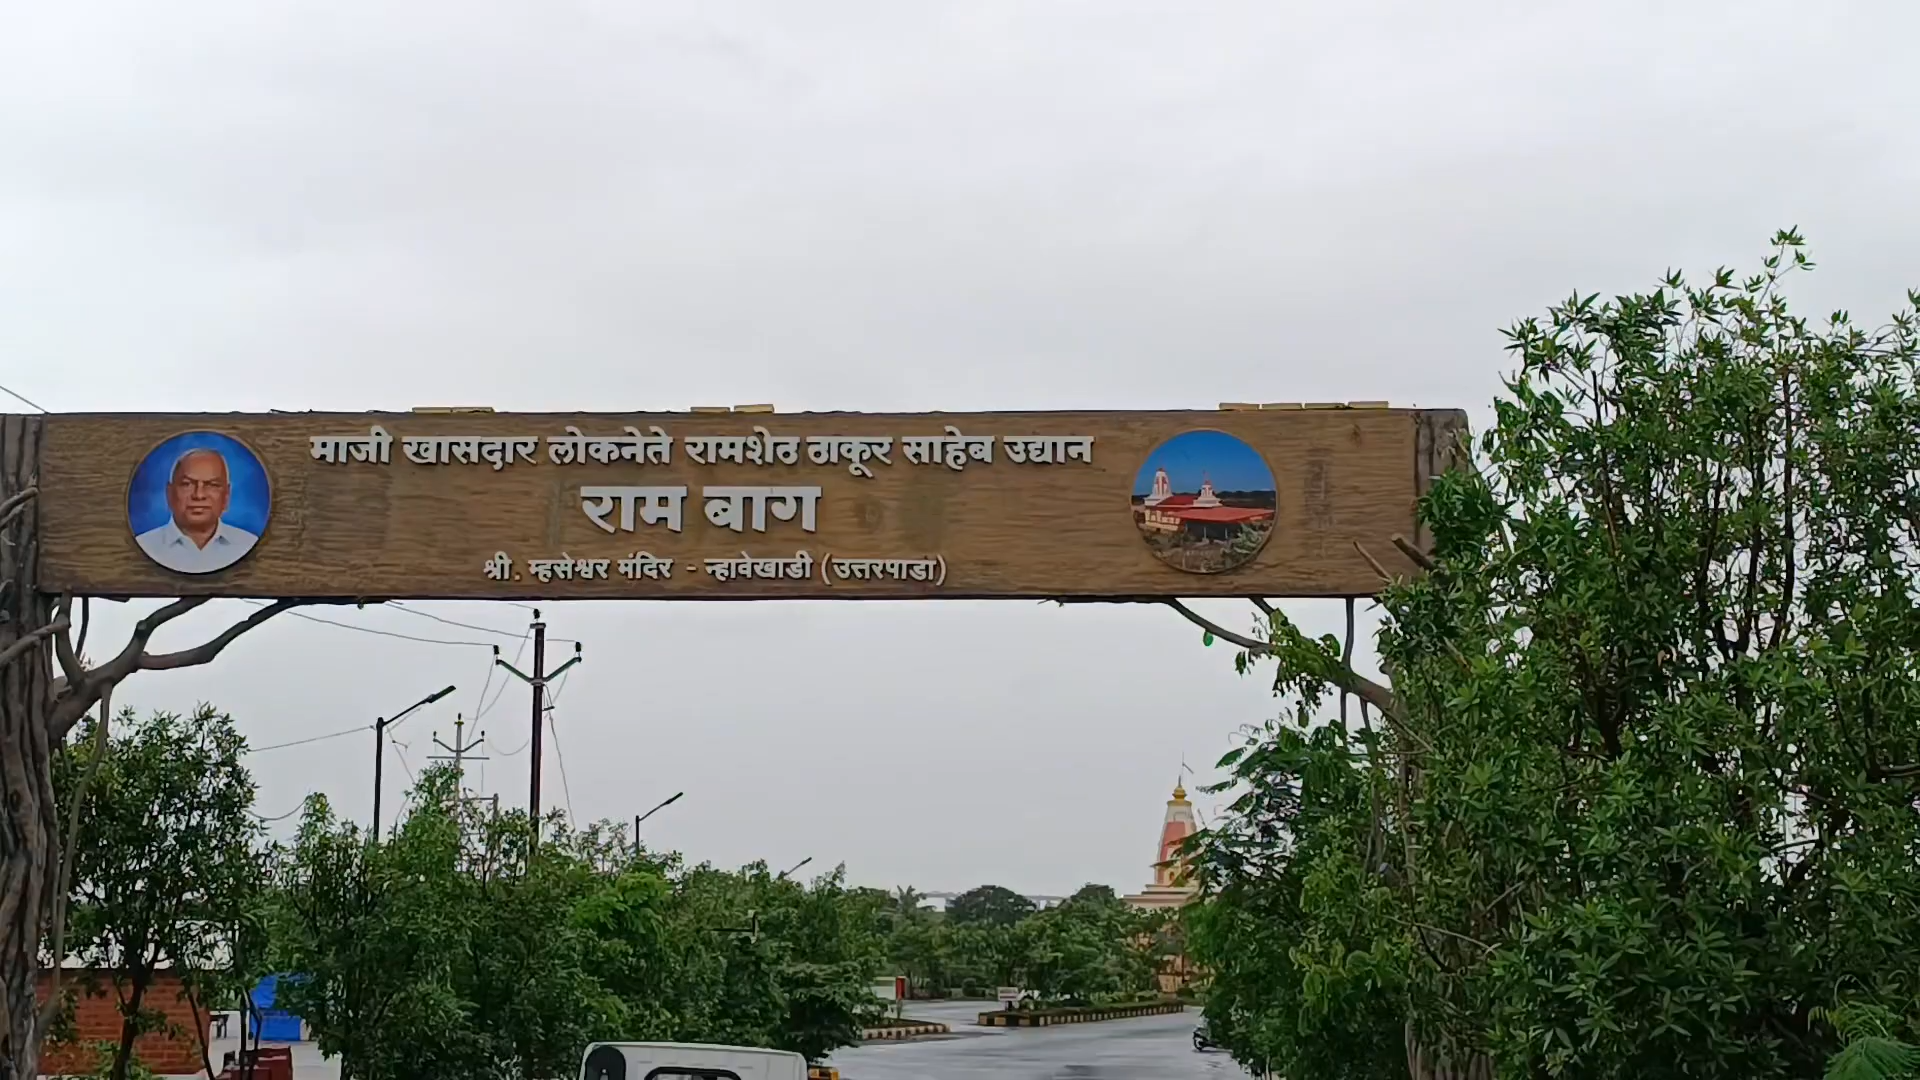 माजी खासदार लोकनेते रामशेठ ठाकूर साहेब उद्यान
राम बाग
श्री. म्हसेश्वर मंदिर - न्हावेखाडी (उत्तरपाडा)